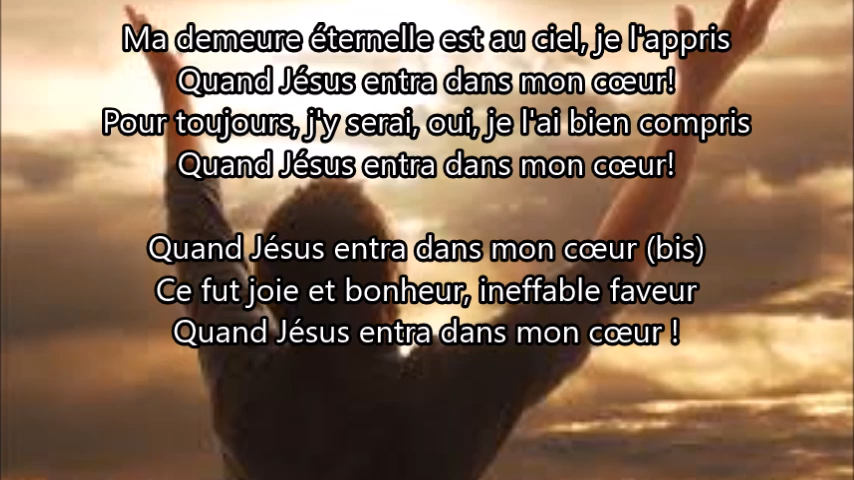 Ma demeure éternelle est au ciel, je l'appris
Quand Jésus entra dans mon cœur!
Pour toujours, j'y serai, oui, je l'ai bien compris
Quand Jésus entra dans mon cœur!
Quand Jésus entra dans mon cœur (bis)
Ce fut joie et bonheur, ineffable faveur
Quand Jésus entra dans mon cœur !